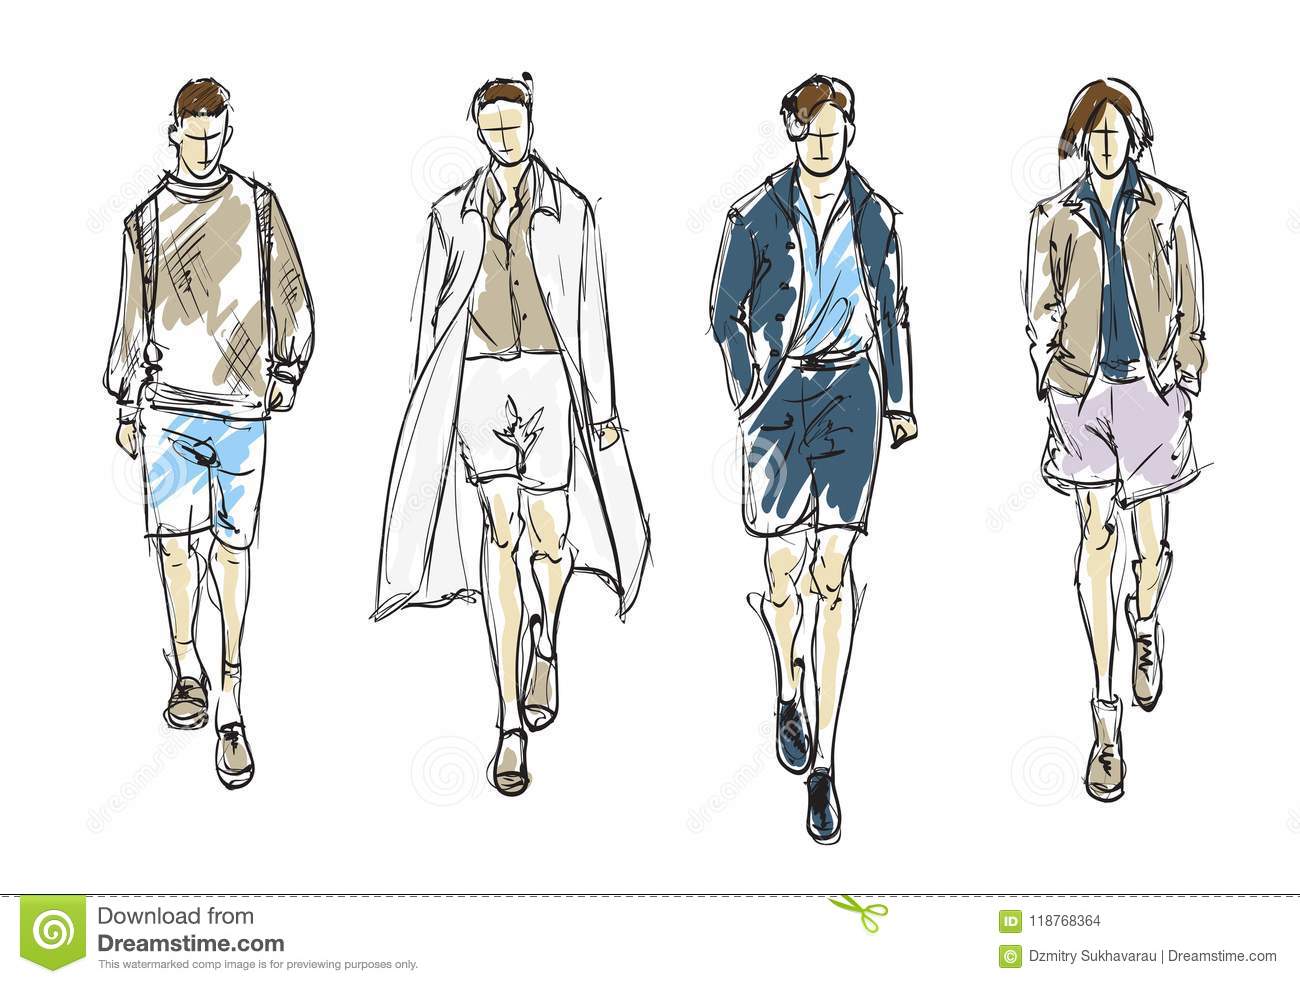 Download from
Dreamstime.com
This watermarked comp image is for previewing purposes only.
ID 118768364
© Dzmitry Sukhavarau | Dreamstime.com